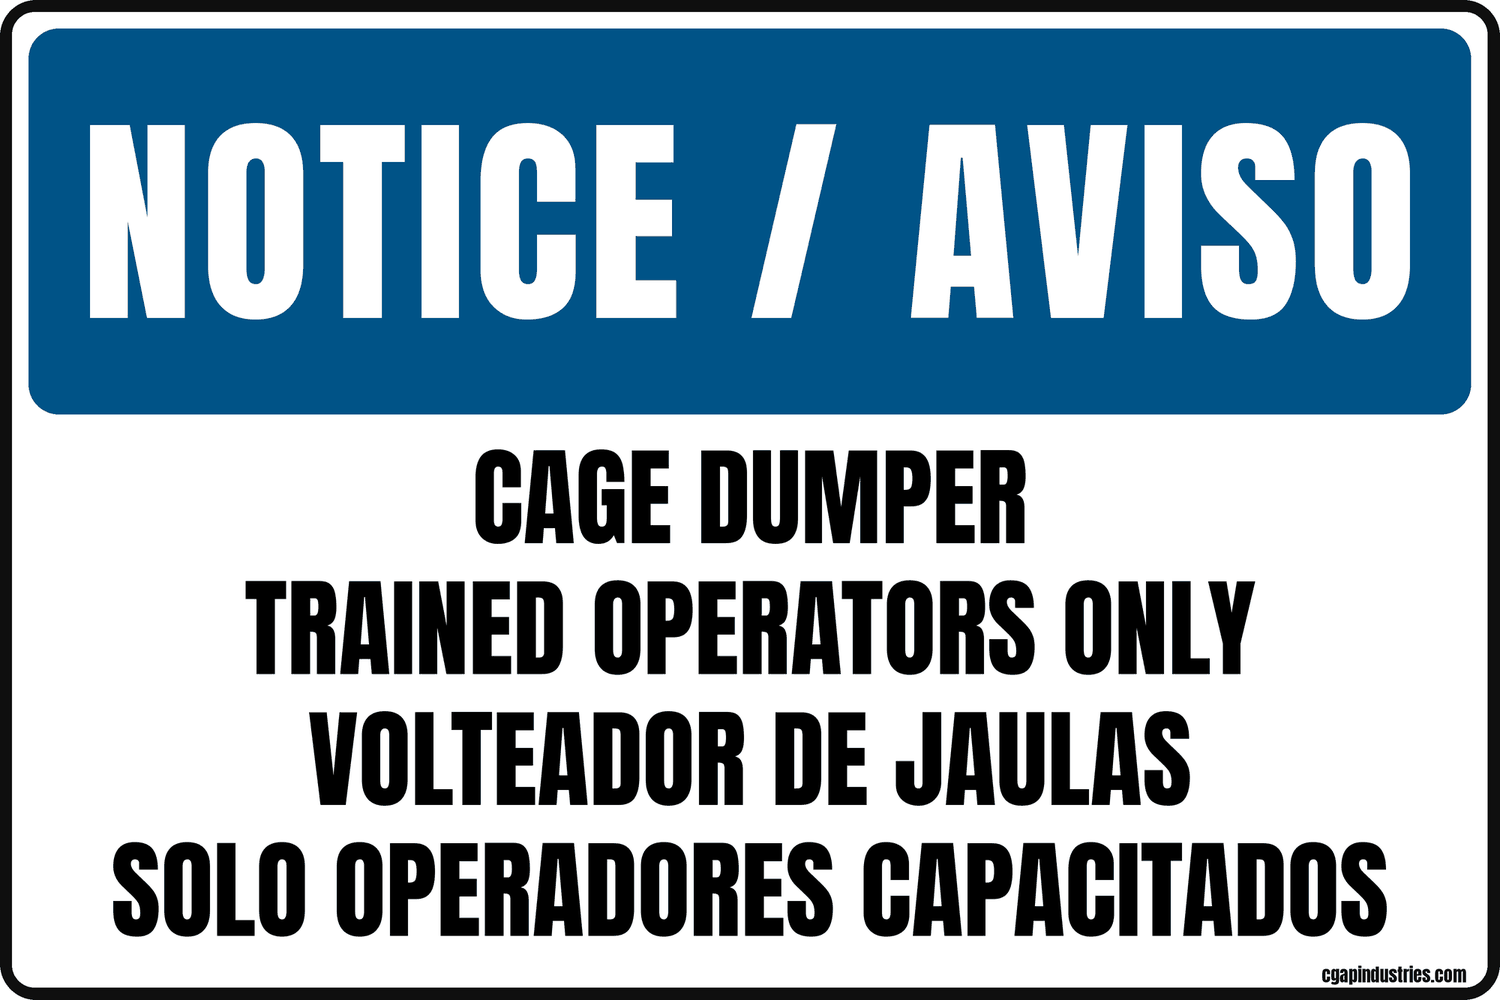 NOTICE / AVISO
CAGE DUMPER
TRAINED OPERATORS ONLY
VOLTEADOR DE JAULAS
SOLO OPERADORES CAPACITADOS
cgapindustries.com